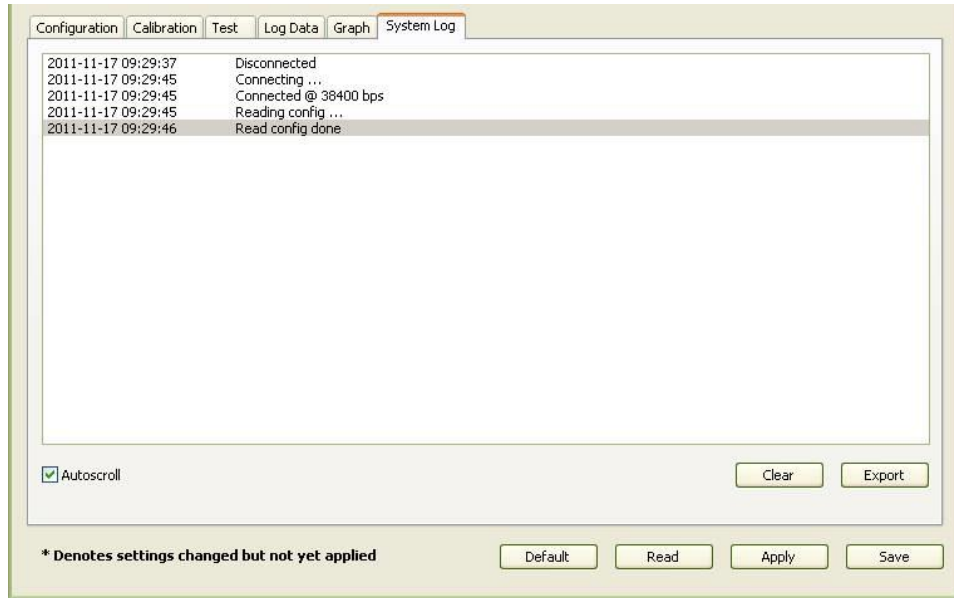 Configuration Calibration Test Log Data Graph System Log
2011-11-17 09:29:37 Disconnected
2011-11-17 09:29:45 Connecting ...
2011-11-17 09:29:45 Connected @ 38400 bps
2011-11-17 09:29:45 Reading config ...
2011-11-17 09:29:46 Read config done
Autoscroll Clear Export
* Denotes settings changed but not yet applied Default Read Apply Save